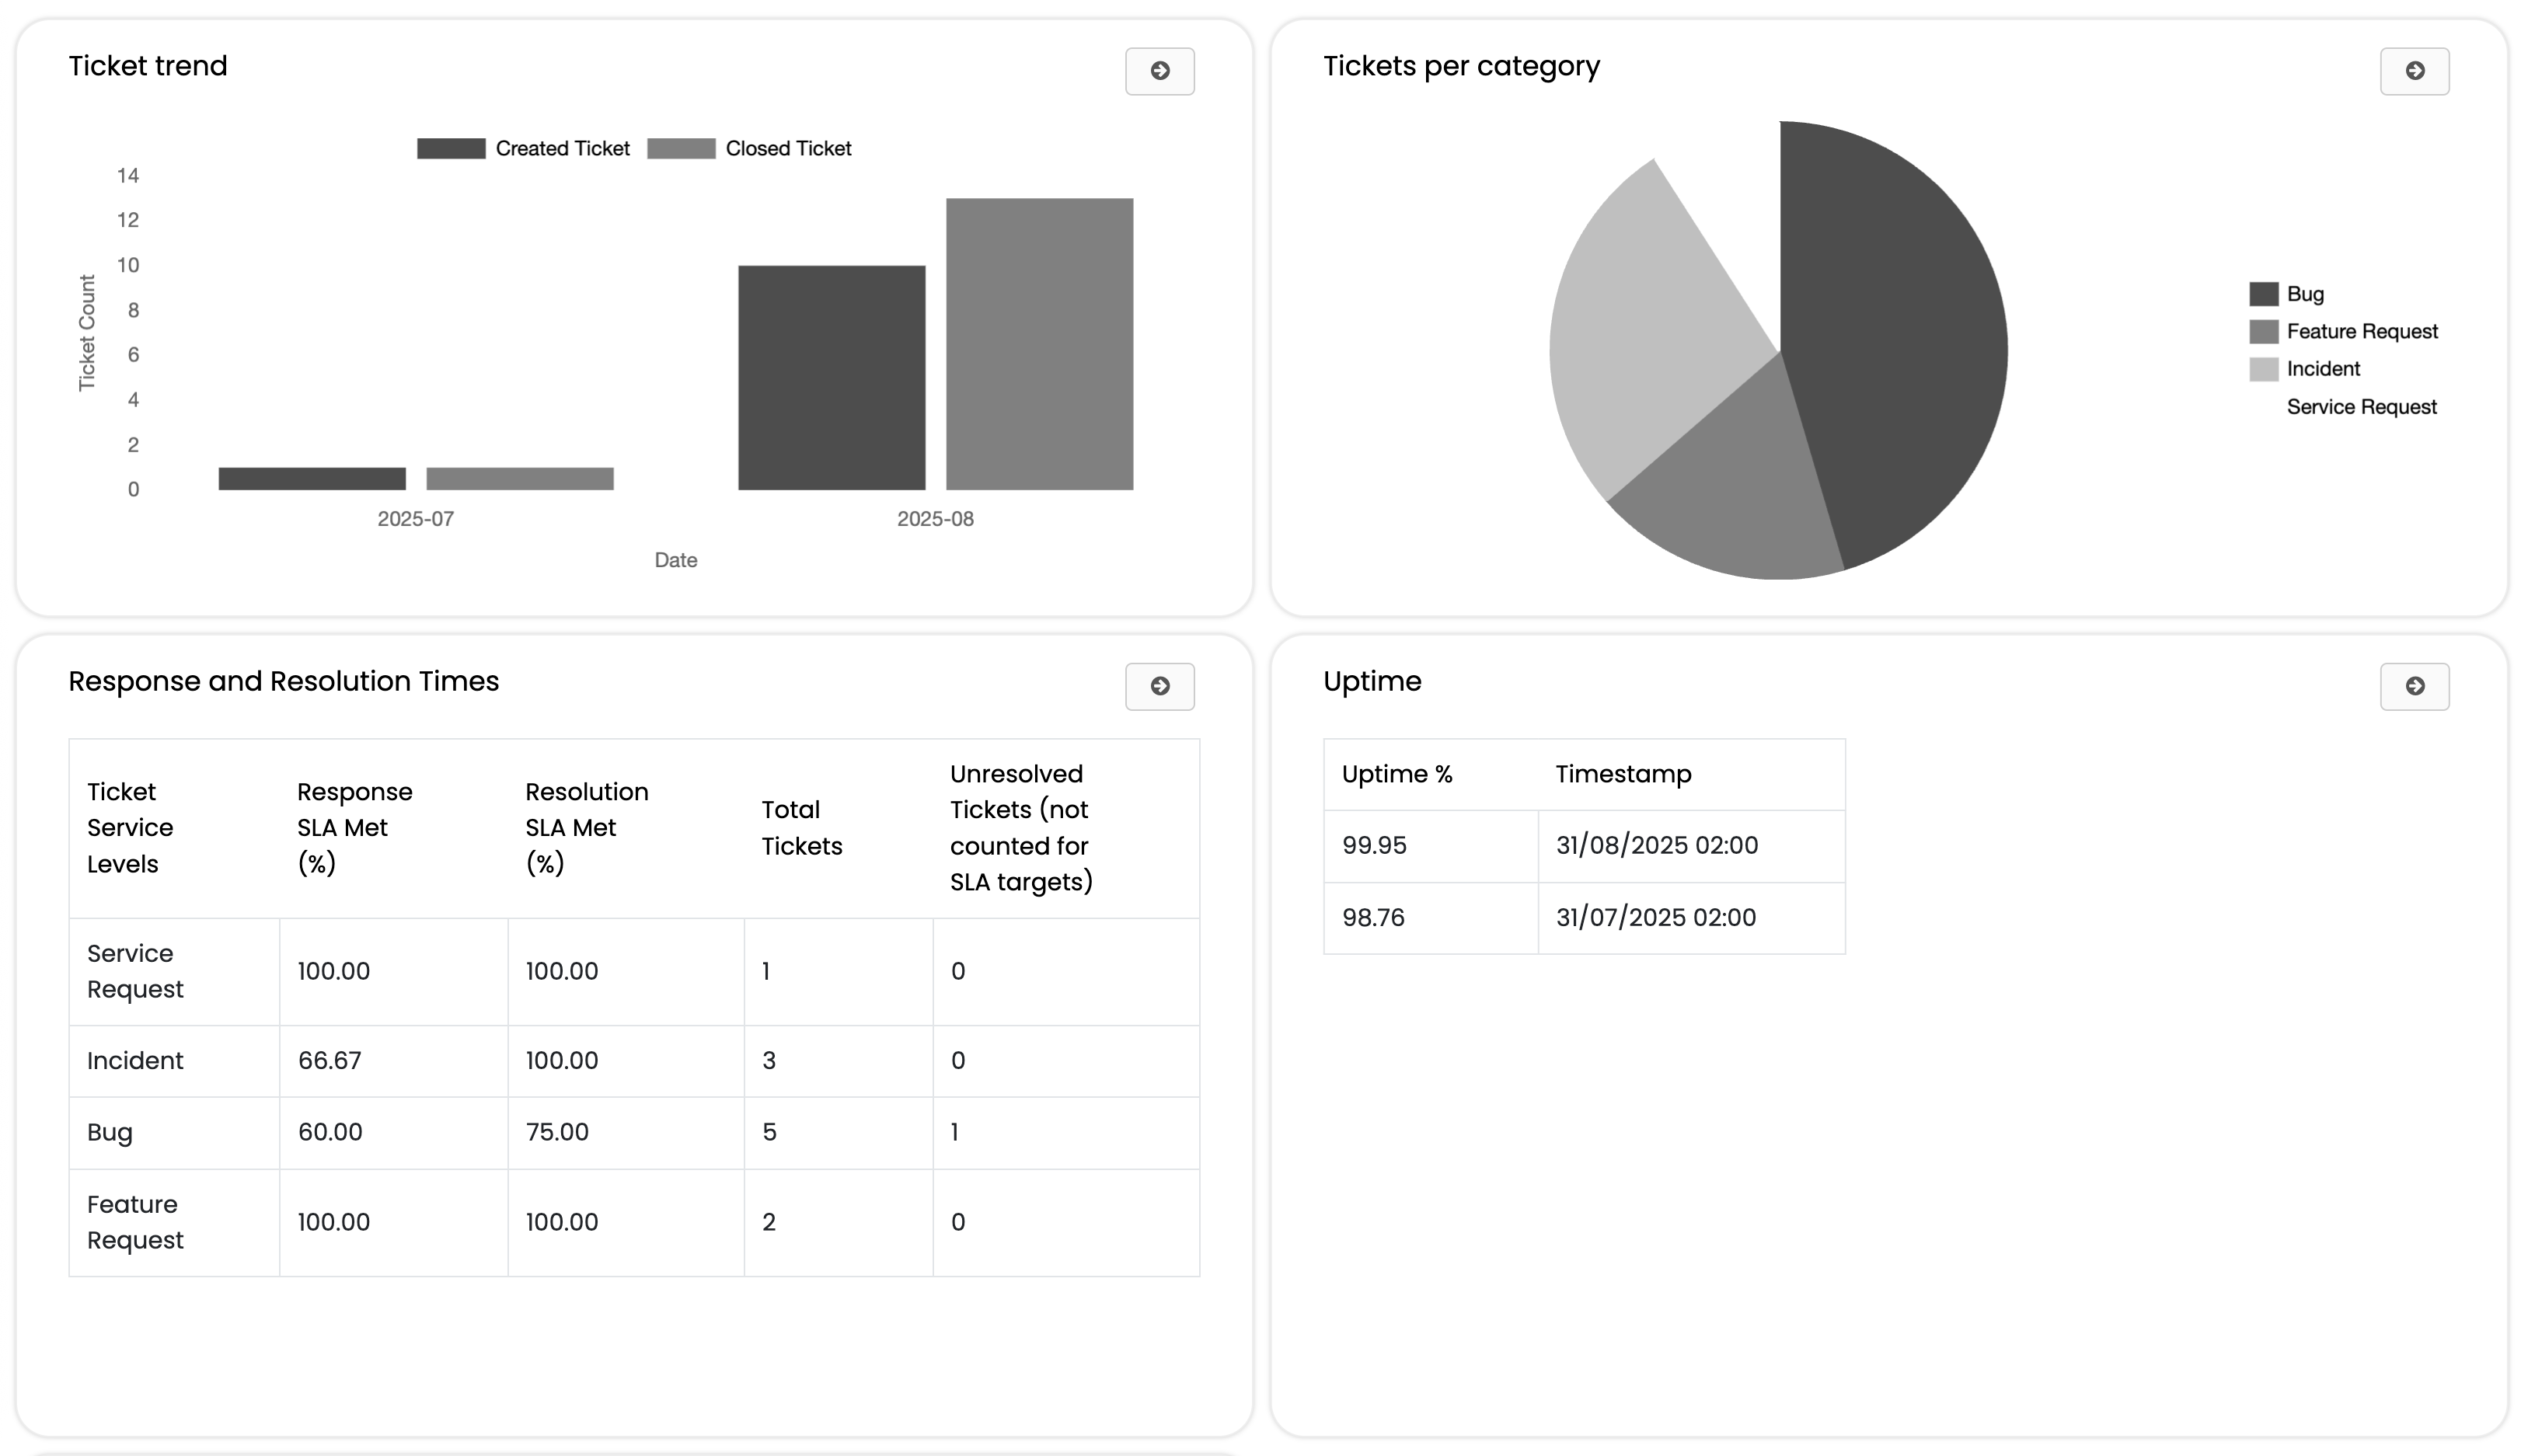 Ticket trend
Created Ticket
Closed Ticket
14
12
10
8
6
4
2
0
Ticket Count
2025-07
2025-08
Date
Tickets per category
Bug
Feature Request
Incident
Service Request
Response and Resolution Times
Ticket
Service
Levels
Response
SLA Met
(%)
Resolution
SLA Met
(%)
Total
Tickets
Unresolved
Tickets (not
counted for
SLA targets)
Service
Request
100.00
100.00
1
0
Incident
66.67
100.00
3
0
Bug
60.00
75.00
5
1
Feature
Request
100.00
100.00
2
0
Uptime
Uptime %
Timestamp
99.95
31/08/2025 02:00
98.76
31/07/2025 02:00